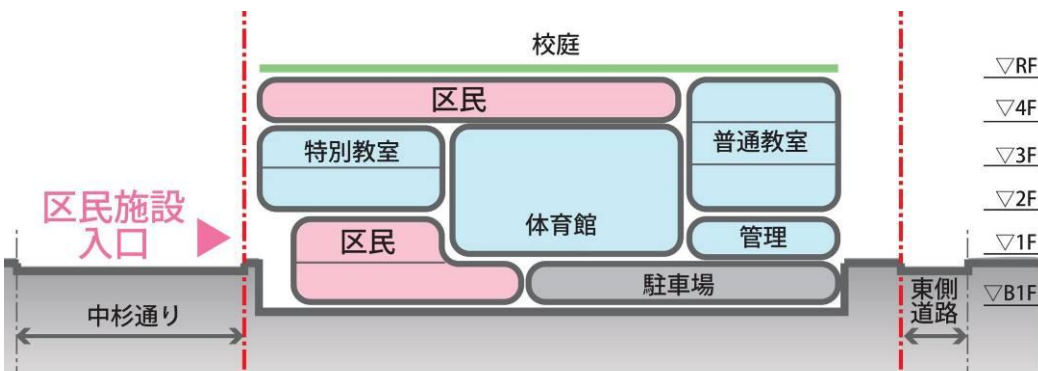 校庭
▽RF
区民
▽4F
特別教室
普通教室
▽3F
区民施設
入口
体育館
▽2F
区民
管理
▽1F
駐車場
中杉通り
東側
道路
▽B1F